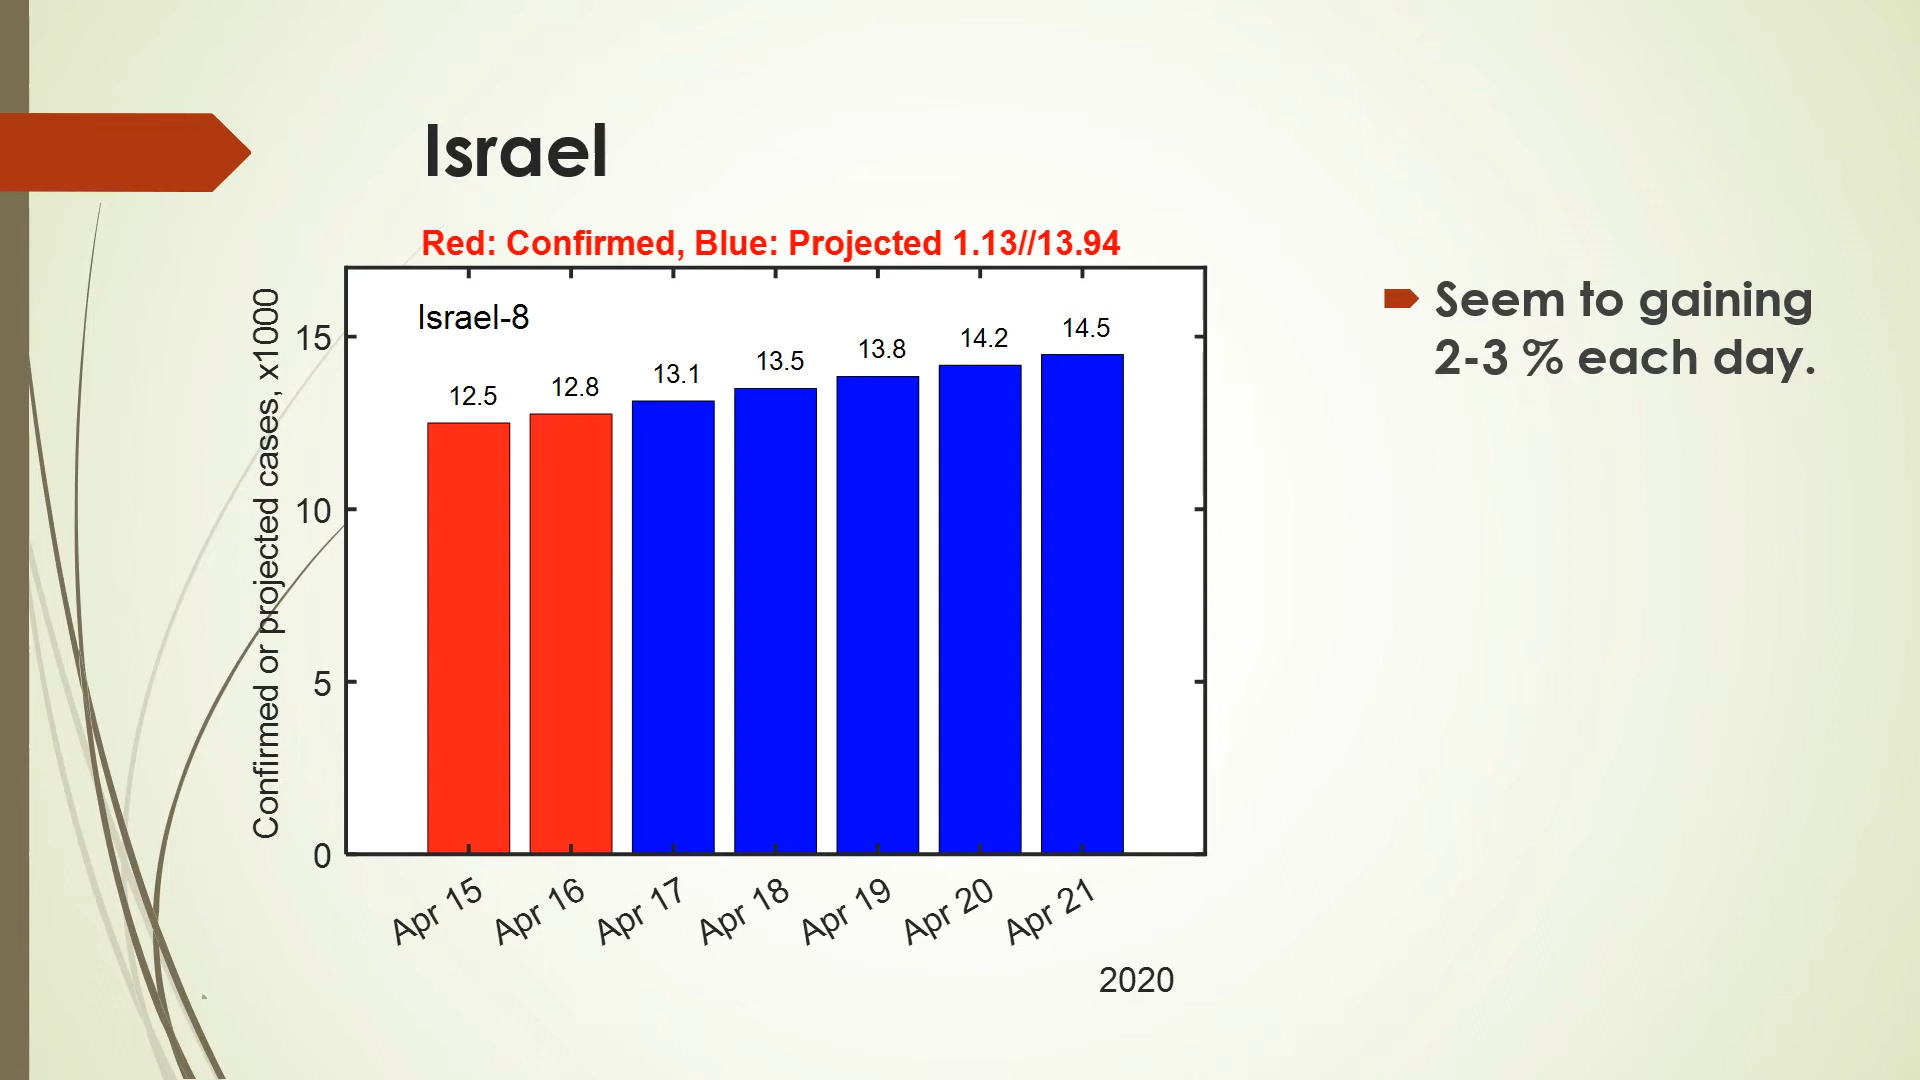 Israel
Red: Confirmed, Blue: Projected 1.13//13.94
Israel-8
Confirmed or projected cases, x1000
15
10
5
0
12.5
12.8
13.1
13.5
13.8
14.2
14.5
Apr 15
Apr 16
Apr 17
Apr 18
Apr 19
Apr 20
Apr 21
2020
Seem to gaining
2-3 % each day.